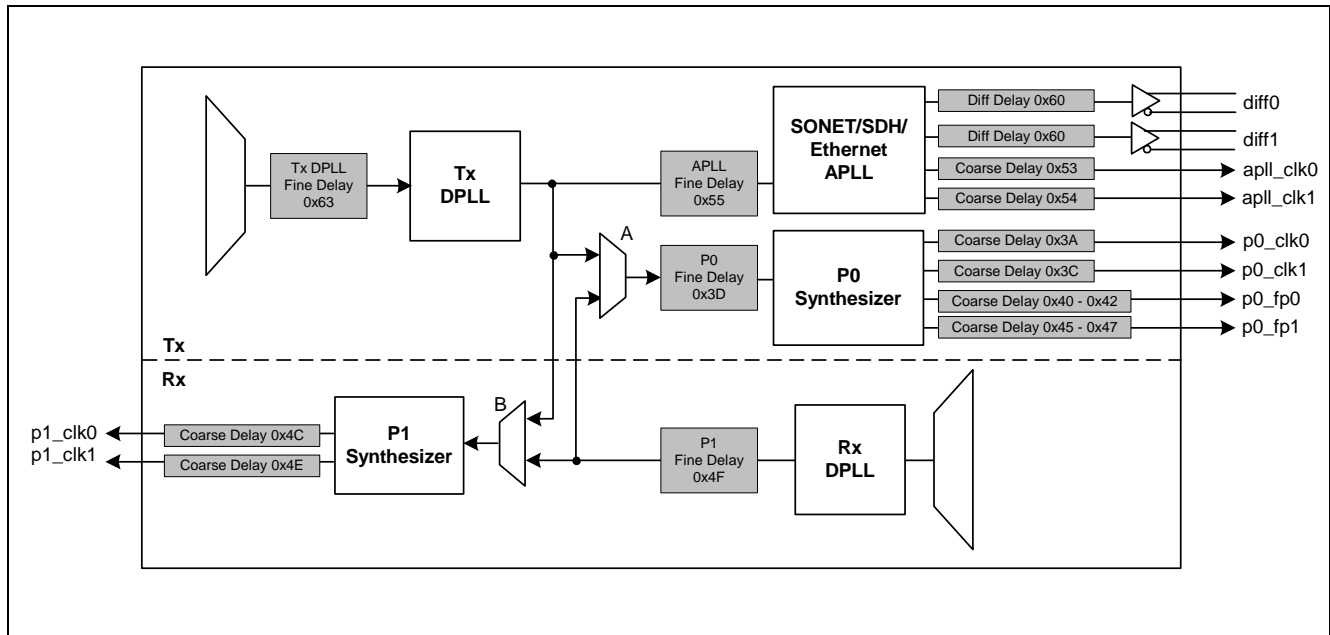 Diff Delay 0x60
diff0
SONET/SDH/
Ethernet
APLL
Diff Delay 0x60
diff1
Tx DPLL
Fine Delay
0x63
Tx
DPLL
APLL
Fine Delay
0x55
Coarse Delay 0x53
apll_clk0
Coarse Delay 0x54
apll_clk1
A
P0
Fine Delay
0x3D
P0
Synthesizer
Coarse Delay 0x3A
p0_clk0
Coarse Delay 0x3C
p0_clk1
Coarse Delay 0x40 - 0x42
p0_fp0
Coarse Delay 0x45 - 0x47
p0_fp1
Tx
Rx
p1_clk0
Coarse Delay 0x4C
p1_clk1
Coarse Delay 0x4E
P1
Synthesizer
B
P1
Fine Delay
0x4F
Rx
DPLL